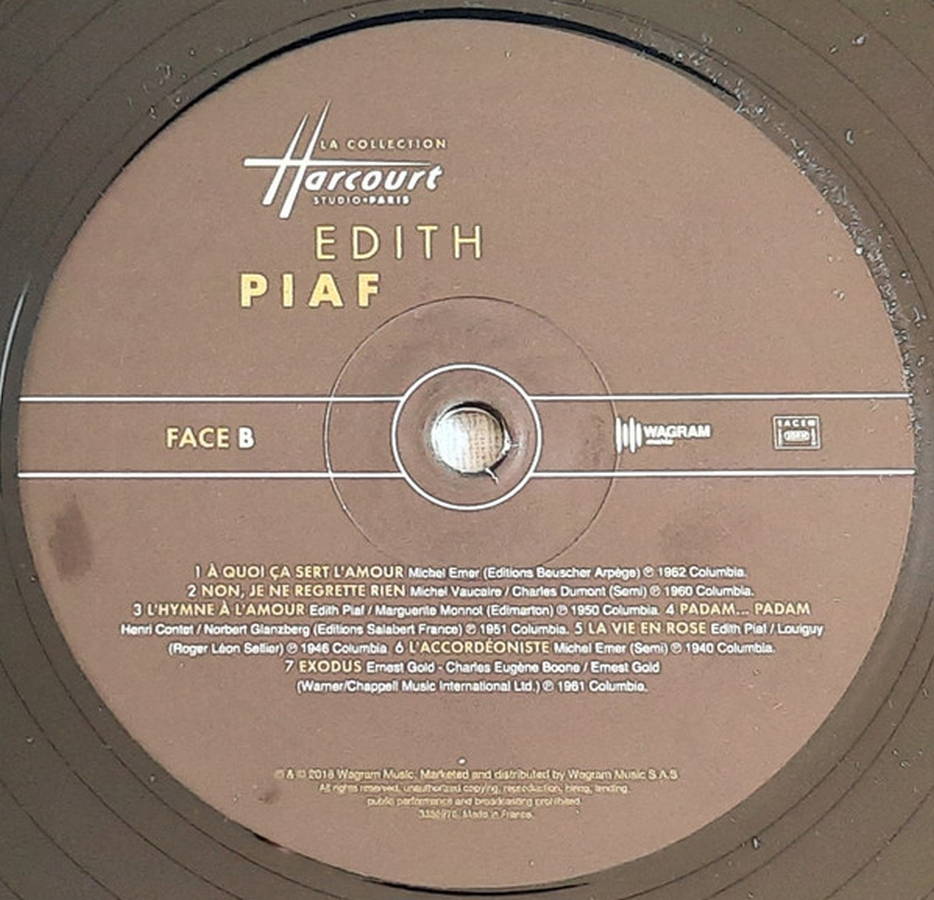 LA COLLECTION
Harcourt
STUDIO•PARIS
EDITH
PIAF
FACE B
WAGRAM
SACEM
1 À QUOI ÇA SERT L'AMOUR Michel Emer (Editions Beuscher Arpège) ℗ 1962 Columbia.
2 NON, JE NE REGRETTE RIEN Michel Vaucaire / Charles Dumont (Semi) ℗ 1960 Columbia.
3 L'HYMNE À L'AMOUR Edith Piaf / Marguerite Monnot (Edimarton) ℗ 1950 Columbia. 4 PADAM... PADAM
Henri Contet / Norbert Glanzberg (Editions Salabert France) ℗ 1951 Columbia. 5 LA VIE EN ROSE Edith Piaf / Louiguy
(Roger Léon Seltier) ℗ 1946 Columbia 6 L'ACCORDÉONISTE Michel Emer (Semi) ℗ 1940 Columbia.
7 EXODUS Ernest Gold - Charles Eugène Boone / Ernest Gold
(Warner/Chappell Music International Ltd.) ℗ 1961 Columbia.
℗ & © 2018 Wagram Music. Marketed and distributed by Wagram Music S.A.S
All rights reserved, unauthorized copying, reproduction, hiring, lending,
public performance and broadcasting prohibited.
Made in France.